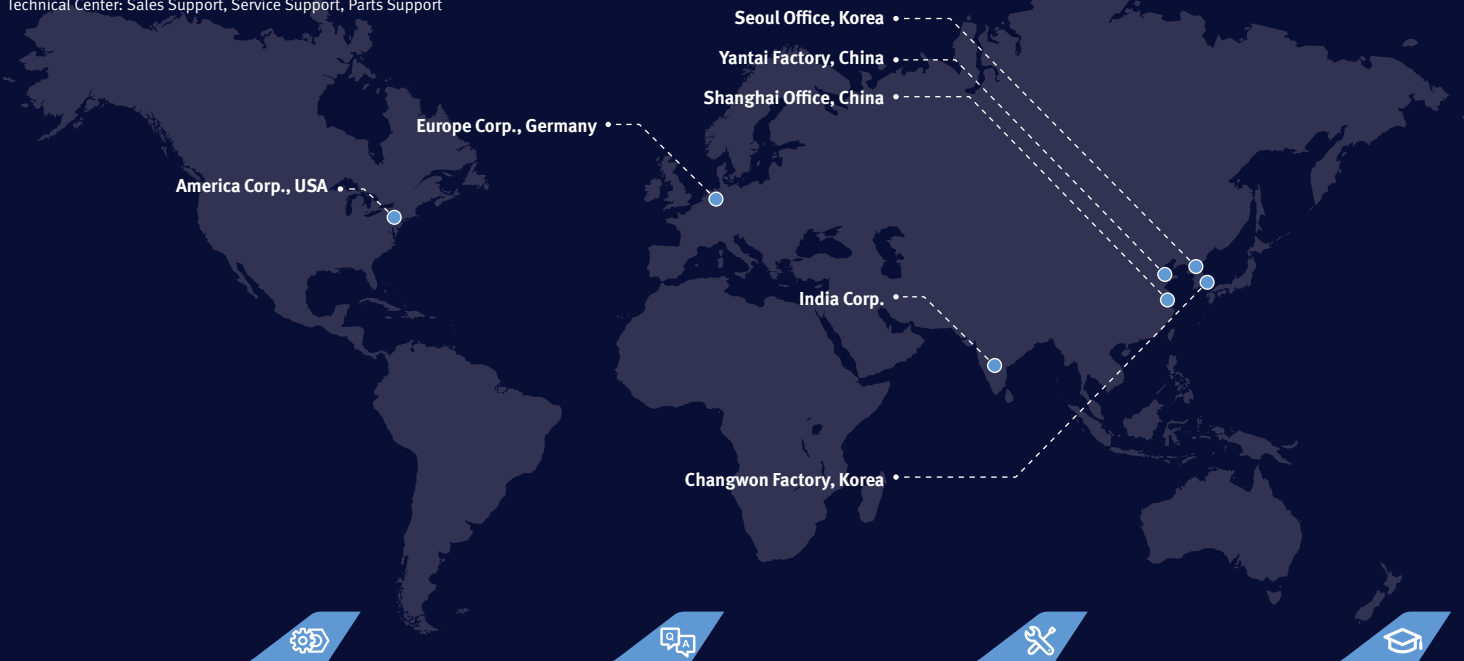 Technical Center: Sales Support, Service Support, Parts Support
Seoul Office, Korea
Yantai Factory, China
Shanghai Office, China
Europe Corp., Germany
America Corp., USA
India Corp.
Changwon Factory, Korea
Q
A